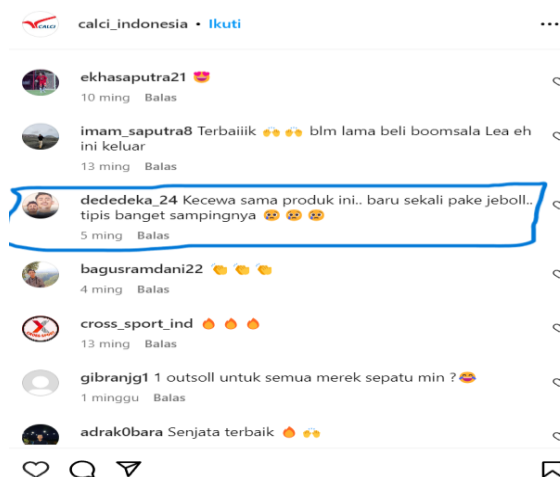 CALCI
calci_indonesia • Ikuti
ekhasaputra21 😍
10 ming Balas
imam_saputra8 Terbaiiik 🙌 🙌 blm lama beli boomsala Lea eh
ini keluar
13 ming Balas
dededeka_24 Kecewa sama produk ini.. baru sekali pake jeboll..
tipis banget sampingnya 😢 😢 😢
5 ming Balas
bagusramdani22 👏 👏 👏
4 ming Balas
cross_sport_ind 🔥 🔥 🔥
13 ming Balas
gibranjg1 1 outsoll untuk semua merek sepatu min ?😂
1 minggu Balas
adrak0bara Senjata terbaik 🔥 🙌